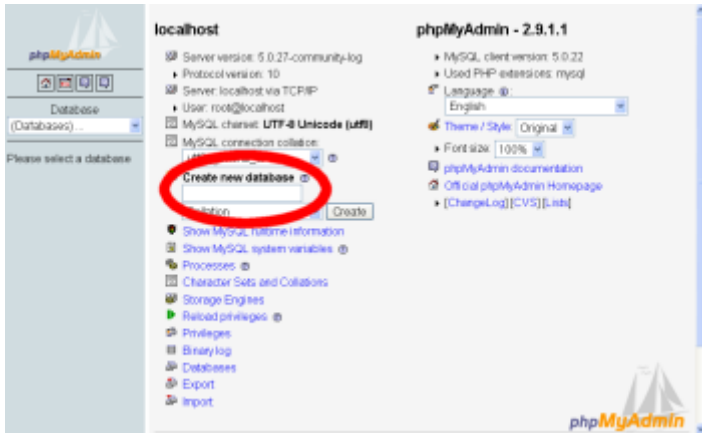 phpMyAdmin
Database
(Databases) ...
Please select a database
localhost
Server version: 5.0.27-community-log
Protocol version: 10
Server: localhost via TCP/IP
User: root@localhost
MySQL charset: UTF-8 Unicode (utf8)
MySQL connection collation:
Create new database
Create
Show MySQL runtime information
Show MySQL system variables
Processes
Character Sets and Collations
Storage Engines
Reload privileges
Privileges
Binary log
Databases
Export
Import
phpMyAdmin - 2.9.1.1
MySQL client version: 5.0.22
Used PHP extensions: mysql
Language
English
Theme / Style: Original
Font size: 100%
phpMyAdmin documentation
Official phpMyAdmin Homepage
[ChangeLog] [CVS] [Lists]
phpMyAdmin